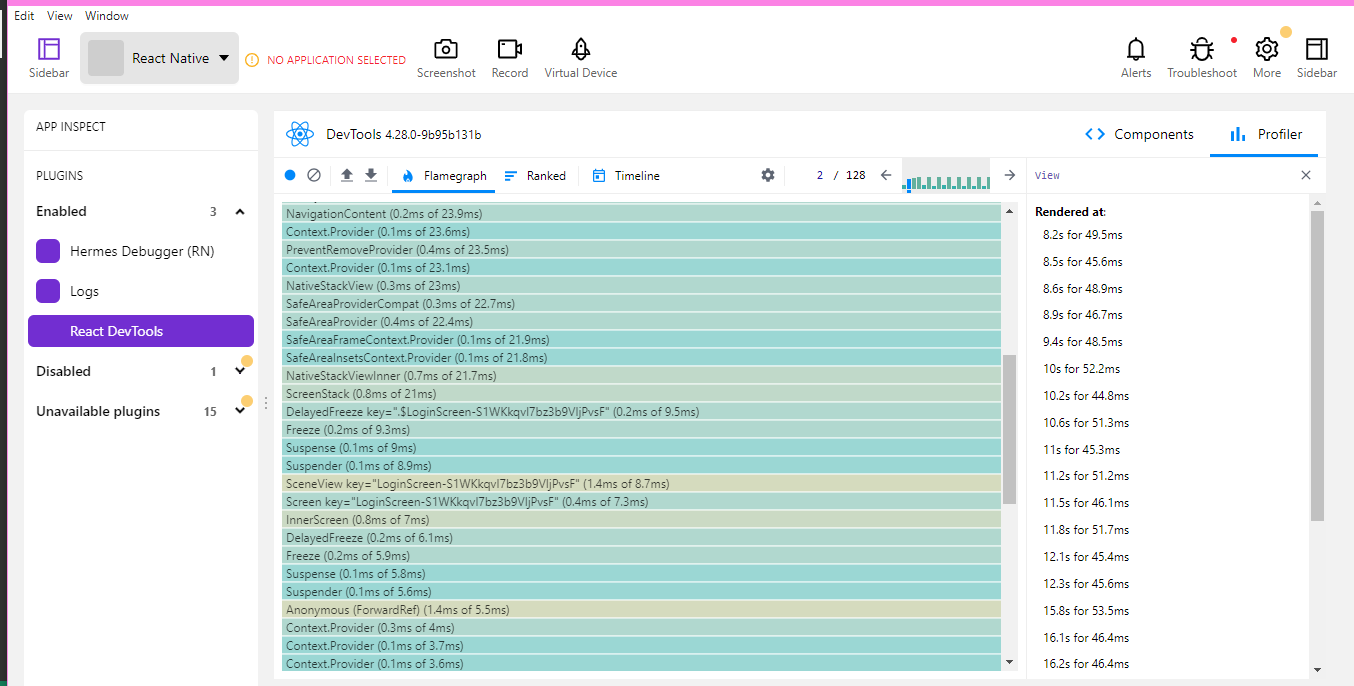 Edit View Window
Sidebar
React Native
NO APPLICATION SELECTED
Screenshot
Record
Virtual Device
Alerts
Troubleshoot
More
Sidebar
APP INSPECT
PLUGINS
Enabled 3
Hermes Debugger (RN)
Logs
React DevTools
Disabled 1
Unavailable plugins 15
DevTools 4.28.0-9b95b131b
Components
Profiler
Flamegraph
Ranked
Timeline
2 / 128
NavigationContent (0.2ms of 23.9ms)
Context.Provider (0.1ms of 23.6ms)
PreventRemoveProvider (0.4ms of 23.5ms)
Context.Provider (0.1ms of 23.1ms)
NativeStackView (0.3ms of 23ms)
SafeAreaProviderCompat (0.3ms of 22.7ms)
SafeAreaProvider (0.4ms of 22.4ms)
SafeAreaFrameContext.Provider (0.1ms of 21.9ms)
SafeAreaInsetsContext.Provider (0.1ms of 21.8ms)
NativeStackViewInner (0.7ms of 21.7ms)
ScreenStack (0.8ms of 21ms)
DelayedFreeze key=".$LoginScreen-S1WKkqvI7bz3b9VIjPvsF" (0.2ms of 9.5ms)
Freeze (0.2ms of 9.3ms)
Suspense (0.1ms of 9ms)
Suspender (0.1ms of 8.9ms)
SceneView key="LoginScreen-S1WKkqvI7bz3b9VIjPvsF" (1.4ms of 8.7ms)
Screen key="LoginScreen-S1WKkqvI7bz3b9VIjPvsF" (0.4ms of 7.3ms)
InnerScreen (0.8ms of 7ms)
DelayedFreeze (0.2ms of 6.1ms)
Freeze (0.2ms of 5.9ms)
Suspense (0.1ms of 5.8ms)
Suspender (0.1ms of 5.6ms)
Anonymous (ForwardRef) (1.4ms of 5.5ms)
Context.Provider (0.3ms of 4ms)
Context.Provider (0.1ms of 3.7ms)
Context.Provider (0.1ms of 3.6ms)
View
Rendered at:
8.2s for 49.5ms
8.5s for 45.6ms
8.6s for 48.9ms
8.9s for 46.7ms
9.4s for 48.5ms
10s for 52.2ms
10.2s for 44.8ms
10.6s for 51.3ms
11s for 45.3ms
11.2s for 51.2ms
11.5s for 46.1ms
11.8s for 51.7ms
12.1s for 45.4ms
12.3s for 45.6ms
15.8s for 53.5ms
16.1s for 46.4ms
16.2s for 46.4ms